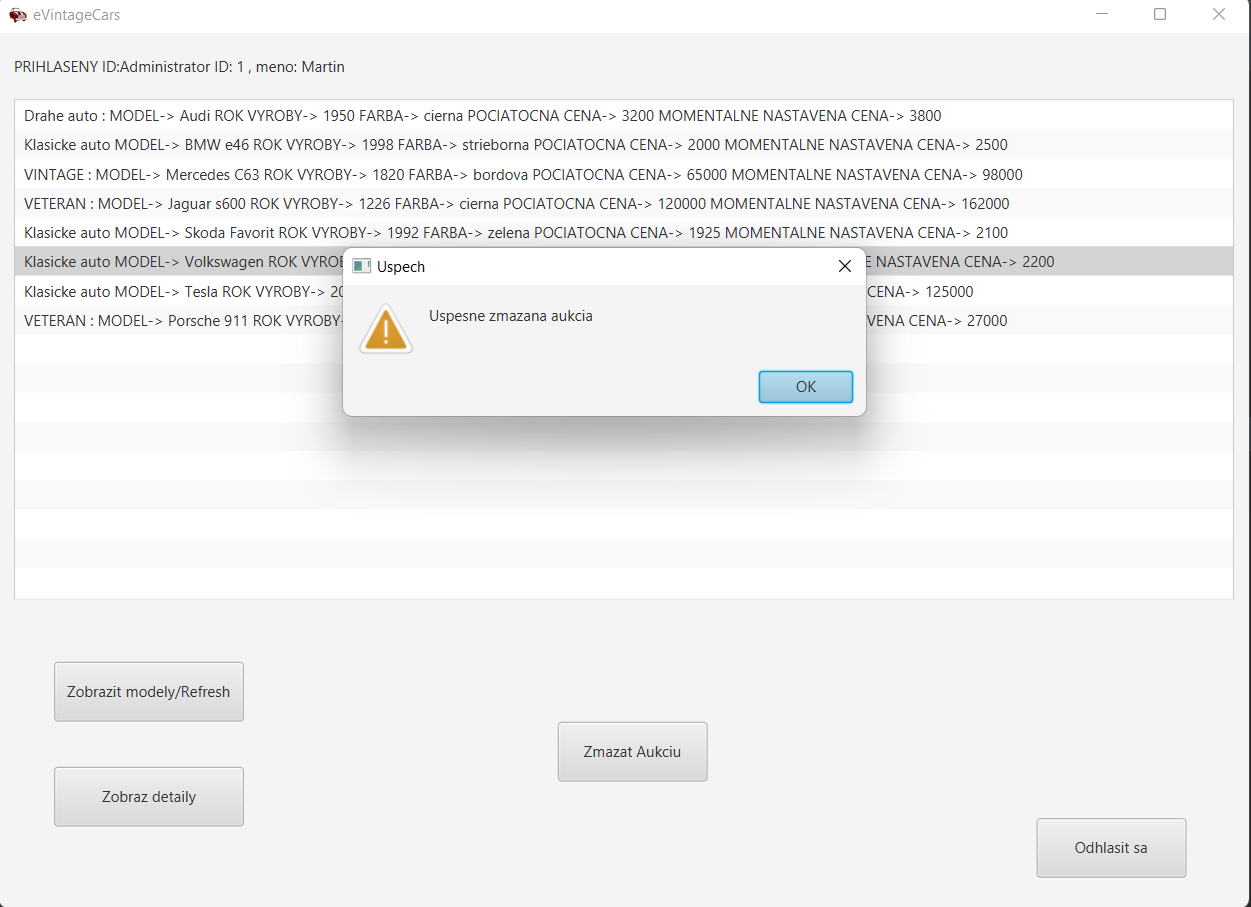 eVintageCars
PRIHLASENY ID:Administrator ID: 1 , meno: Martin
Drahe auto : MODEL-> Audi ROK VYROBY-> 1950 FARBA-> cierna POCIATOCNA CENA-> 3200 MOMENTALNE NASTAVENA CENA-> 3800
Klasicke auto MODEL-> BMW e46 ROK VYROBY-> 1998 FARBA-> strieborna POCIATOCNA CENA-> 2000 MOMENTALNE NASTAVENA CENA-> 2500
VINTAGE : MODEL-> Mercedes C63 ROK VYROBY-> 1820 FARBA-> bordova POCIATOCNA CENA-> 65000 MOMENTALNE NASTAVENA CENA-> 98000
VETERAN : MODEL-> Jaguar s600 ROK VYROBY-> 1226 FARBA-> cierna POCIATOCNA CENA-> 120000 MOMENTALNE NASTAVENA CENA-> 162000
Klasicke auto MODEL-> Skoda Favorit ROK VYROBY-> 1992 FARBA-> zelena POCIATOCNA CENA-> 1925 MOMENTALNE NASTAVENA CENA-> 2100
Klasicke auto MODEL-> Volkswagen ROK NASTAVENA CENA-> 2200
Klasicke auto MODEL-> Tesla ROK VYROBY-> CENA-> 125000
VETERAN : MODEL-> Porsche 911 ROK VYROBY- CENA-> 27000
Uspech
Uspesne zmazana aukcia
OK
Zobrazit modely/Refresh
Zmazat Aukciu
Zobraz detaily
Odhlasit sa